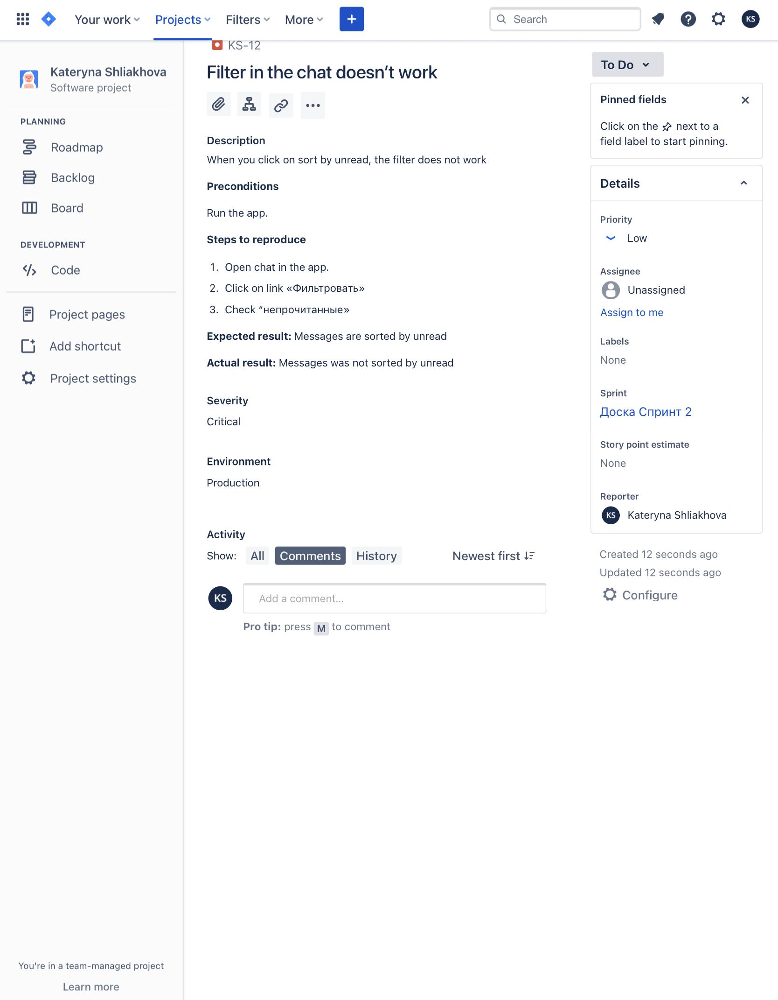 Your work
Projects
Filters
More
Search
KS
Kateryna Shliakhova
Software project
PLANNING
Roadmap
Backlog
Board
DEVELOPMENT
Code
Project pages
Add shortcut
Project settings
You're in a team-managed project
Learn more
KS-12
Filter in the chat doesn’t work
Description
When you click on sort by unread, the filter does not work
Preconditions
Run the app.
Steps to reproduce
1. Open chat in the app.
2. Click on link «Фильтровать»
3. Check “непрочитанные»
Expected result: Messages are sorted by unread
Actual result: Messages was not sorted by unread
Severity
Critical
Environment
Production
Activity
Show: All Comments History Newest first
KS
Add a comment...
Pro tip: press M to comment
To Do
Pinned fields
Click on the next to a
field label to start pinning.
Details
Priority
Low
Assignee
Unassigned
Assign to me
Labels
None
Sprint
Доска Спринт 2
Story point estimate
None
Reporter
KS Kateryna Shliakhova
Created 12 seconds ago
Updated 12 seconds ago
Configure